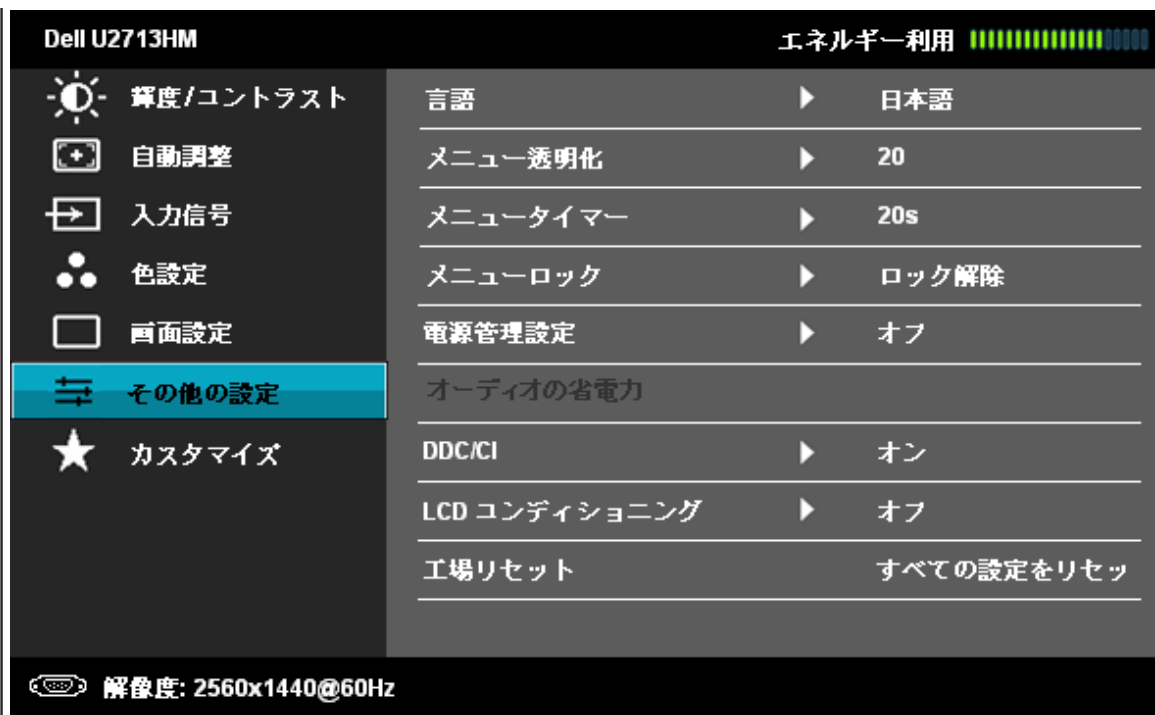 Dell U2713HM エネルギー利用
輝度/コントラスト
自動調整
入力信号
色設定
画面設定
その他の設定
カスタマイズ
言語 日本語
メニュー透明化 20
メニュータイマー 20s
メニューロック ロック解除
電源管理設定 オフ
オーディオの省電力
DDC/CI オン
LCD コンディショニング オフ
工場リセット すべての設定をリセッ
解像度: 2560x1440@60Hz